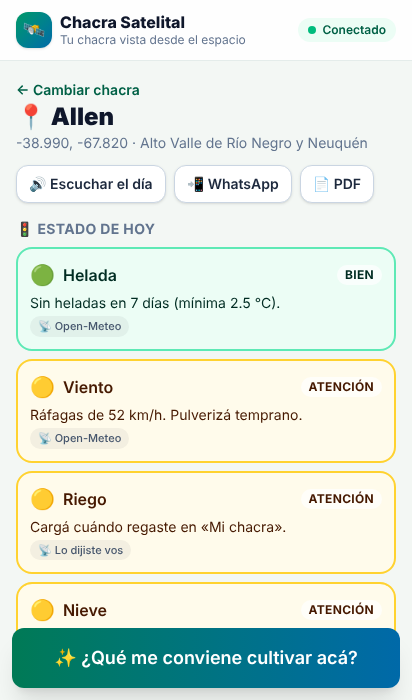 Chacra Satelital
Tu chacra vista desde el espacio
Conectado
← Cambiar chacra
📍 Allen
-38.990, -67.820 · Alto Valle de Río Negro y Neuquén
🔊 Escuchar el día
📲 WhatsApp
📄 PDF
🚦 ESTADO DE HOY
🟢 Helada
BIEN
Sin heladas en 7 días (mínima 2.5 °C).
📡 Open-Meteo
🟡 Viento
ATENCIÓN
Ráfagas de 52 km/h. Pulverizá temprano.
📡 Open-Meteo
🟡 Riego
ATENCIÓN
Cargá cuándo regaste en «Mi chacra».
📡 Lo dijiste vos
🟡 Nieve
ATENCIÓN
✨ ¿Qué me conviene cultivar acá?